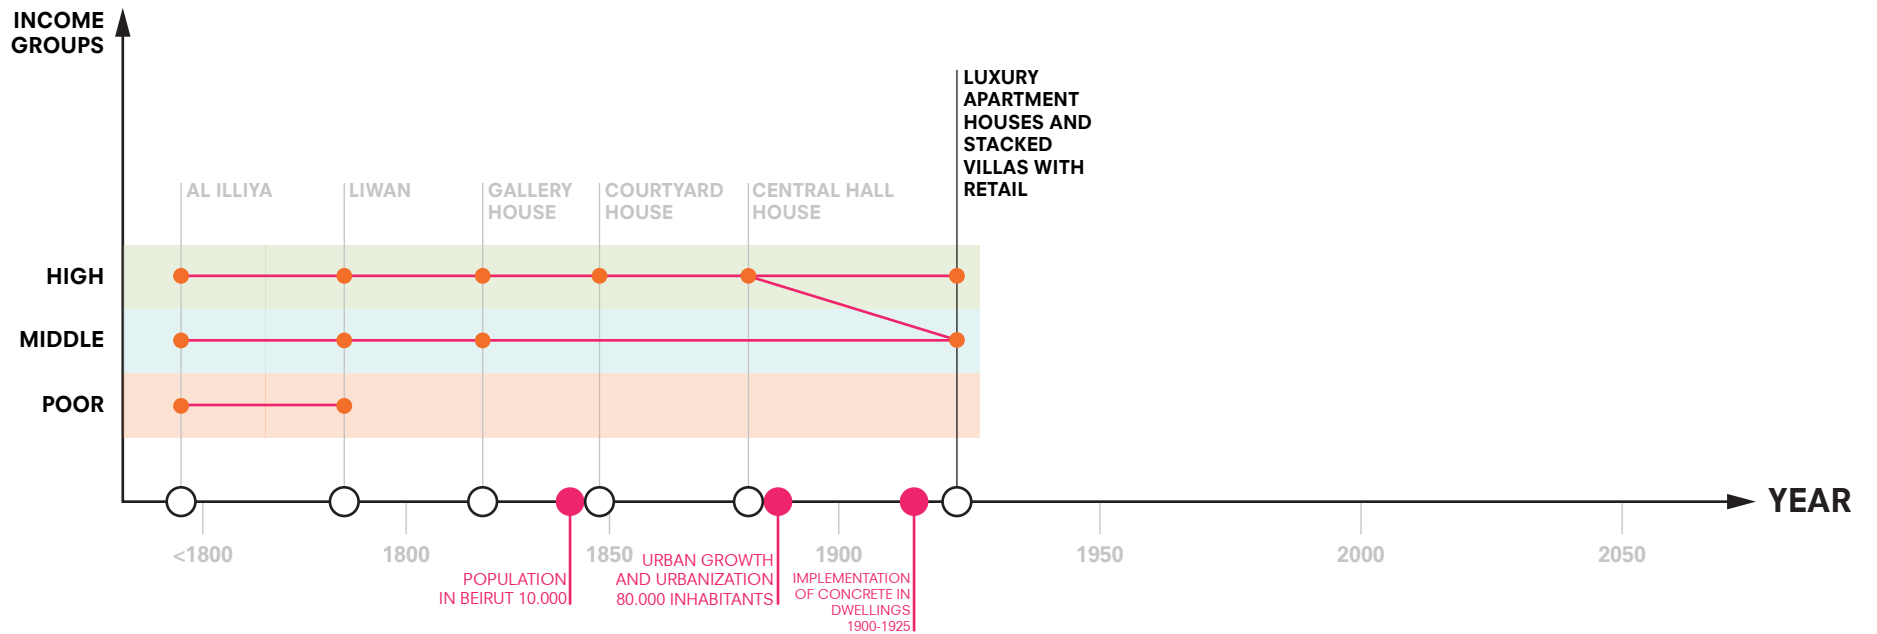 INCOME
GROUPS
LUXURY
APARTMENT
HOUSES AND
STACKED
VILLAS WITH
RETAIL
AL ILLIYA
LIWAN
GALLERY
HOUSE
COURTYARD
HOUSE
CENTRAL HALL
HOUSE
HIGH
MIDDLE
POOR
YEAR
<1800
1800
1850
1900
1950
2000
2050
POPULATION
IN BEIRUT 10.000
URBAN GROWTH
AND URBANIZATION
80.000 INHABITANTS
IMPLEMENTATION
OF CONCRETE IN
DWELLINGS
1900-1925